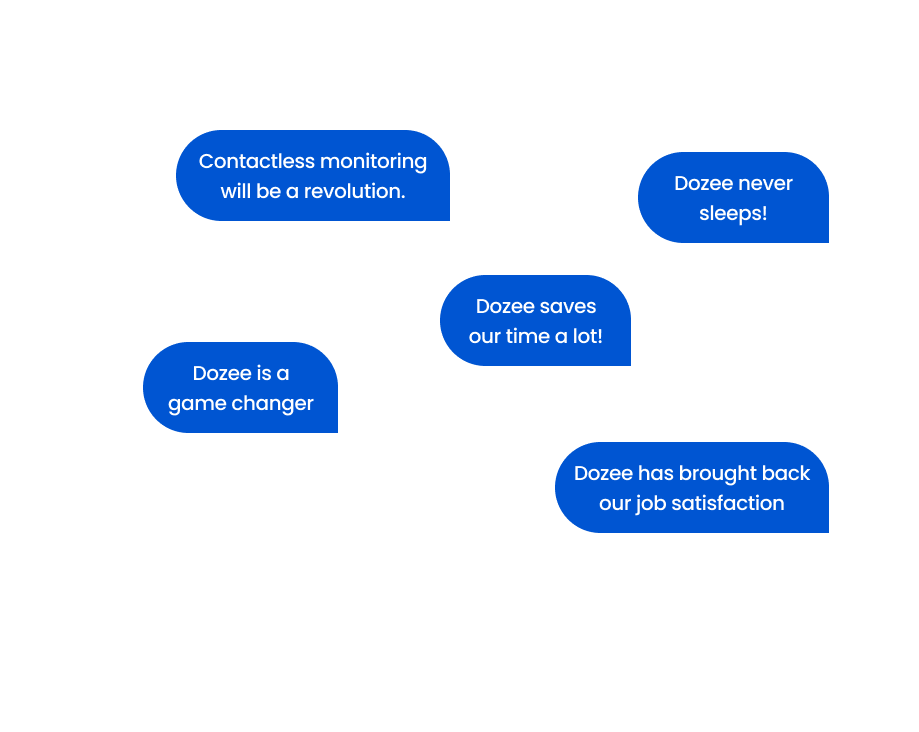 Contactless monitoring
will be a revolution.
Dozee never
sleeps!
Dozee saves
our time a lot!
Dozee is a
game changer
Dozee has brought back
our job satisfaction